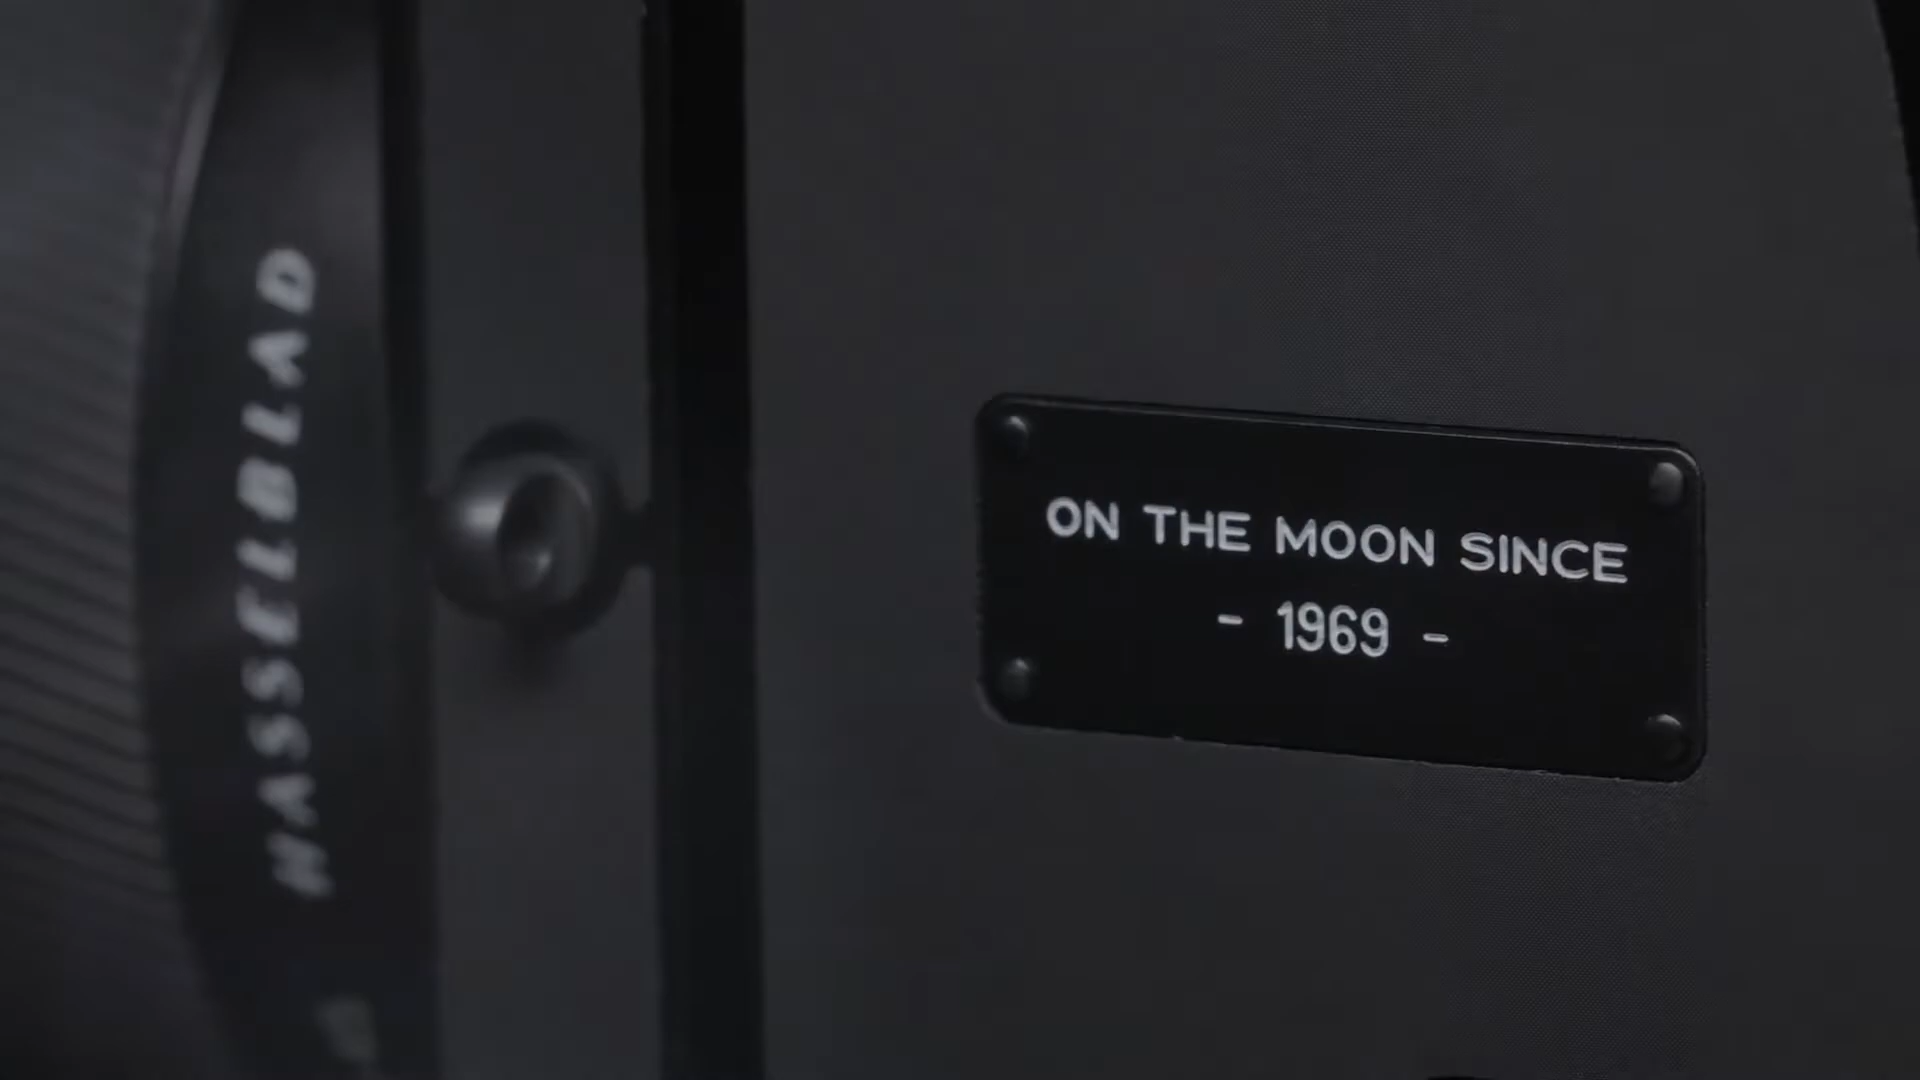 HASSELBLAD
ON THE MOON SINCE
- 1969 -